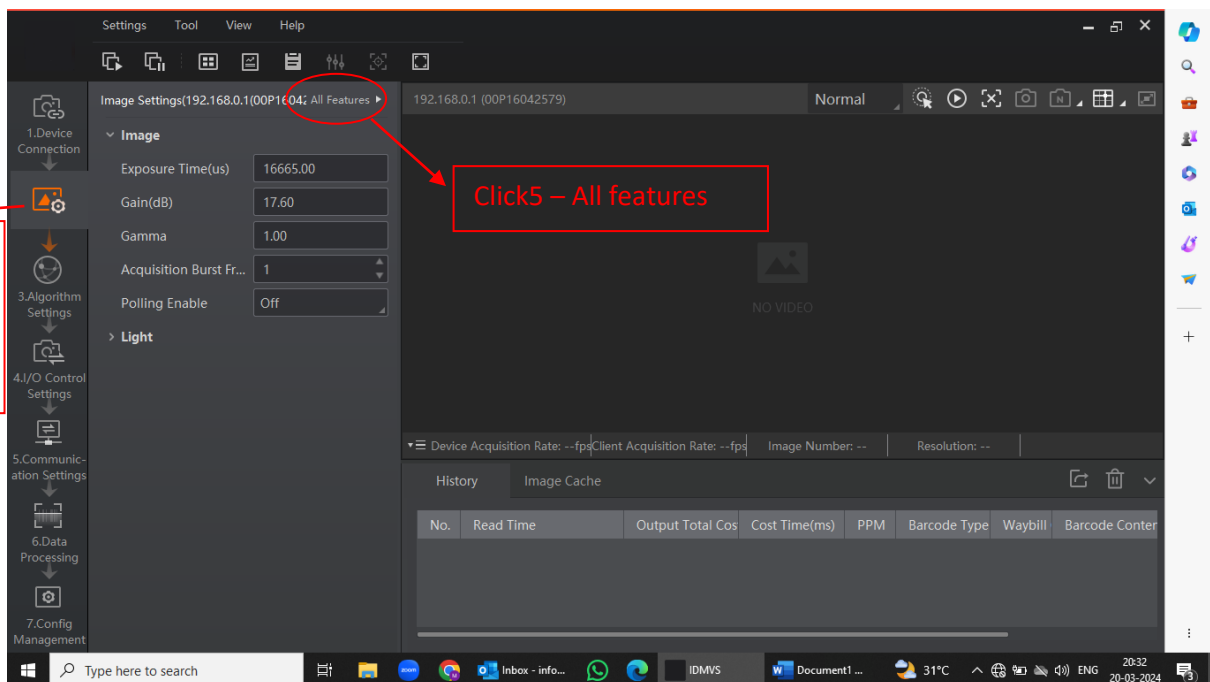 Settings Tool View Help
Image Settings(192.168.0.1(00P16042 All Features
192.168.0.1 (00P16042579)
Normal
1.Device
Connection
Image
Exposure Time(us) 16665.00
Gain(dB) 17.60
Gamma 1.00
Acquisition Burst Fr... 1
Polling Enable Off
Light
Click5 – All features
NO VIDEO
3.Algorithm
Settings
4.I/O Control
Settings
5.Communic-
ation Settings
6.Data
Processing
7.Config
Management
Device Acquisition Rate: --fps Client Acquisition Rate: --fps Image Number: -- Resolution: --
History Image Cache
No. Read Time Output Total Cos Cost Time(ms) PPM Barcode Type Waybill Barcode Conter
Type here to search
zoom
Inbox - info...
IDMVS
Document1 ...
31°C
ENG
20:32
20-03-2024
3